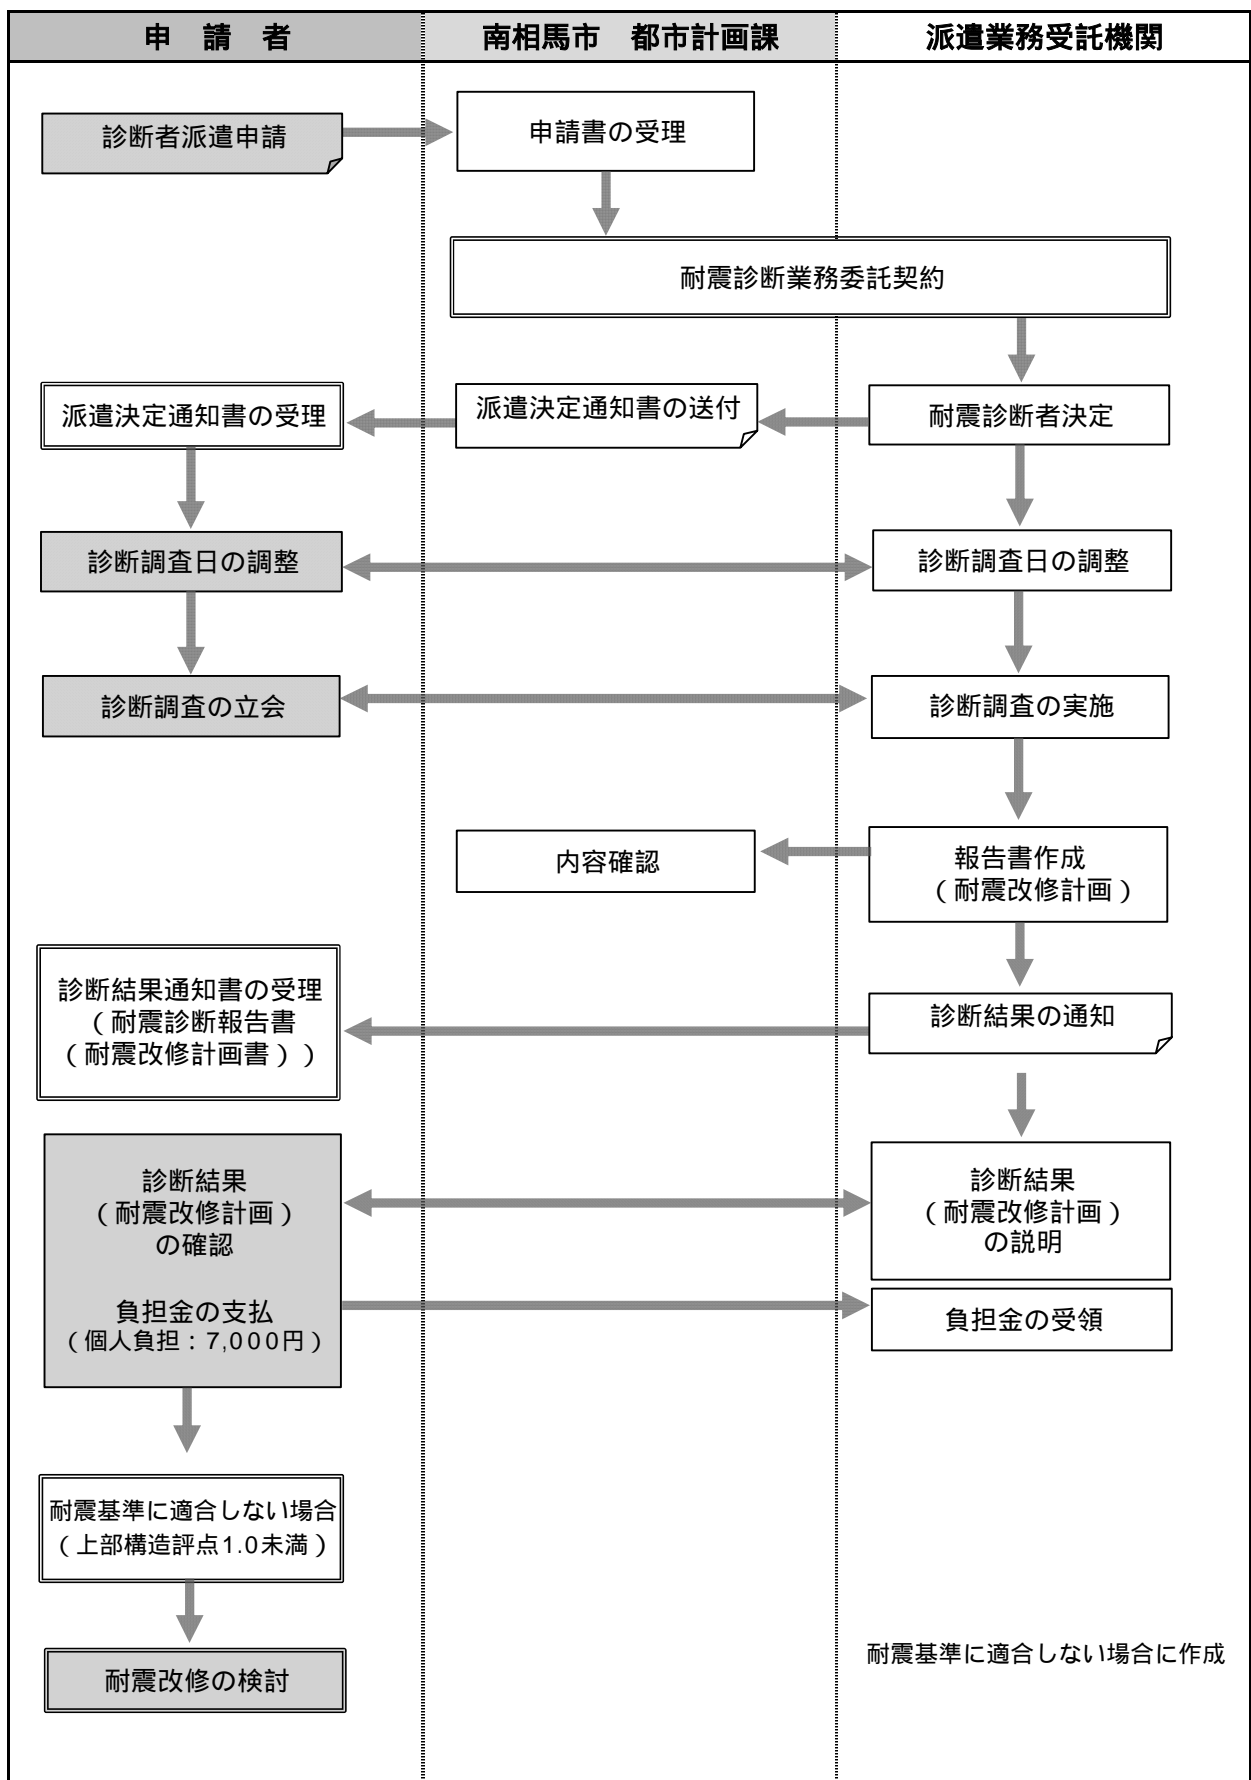 申　請　者
南相馬市　都市計画課
派遣業務受託機関
診断者派遣申請
申請書の受理
耐震診断業務委託契約
派遣決定通知書の受理
派遣決定通知書の送付
耐震診断者決定
診断調査日の調整
診断調査日の調整
診断調査の立会
診断調査の実施
内容確認
報告書作成
（耐震改修計画）
診断結果通知書の受理
（耐震診断報告書
（耐震改修計画書））
診断結果の通知
診断結果
（耐震改修計画）
の確認
負担金の支払
（個人負担：7,000円）
診断結果
（耐震改修計画）
の説明
負担金の受領
耐震基準に適合しない場合
（上部構造評点1.0未満）
耐震改修の検討
耐震基準に適合しない場合に作成